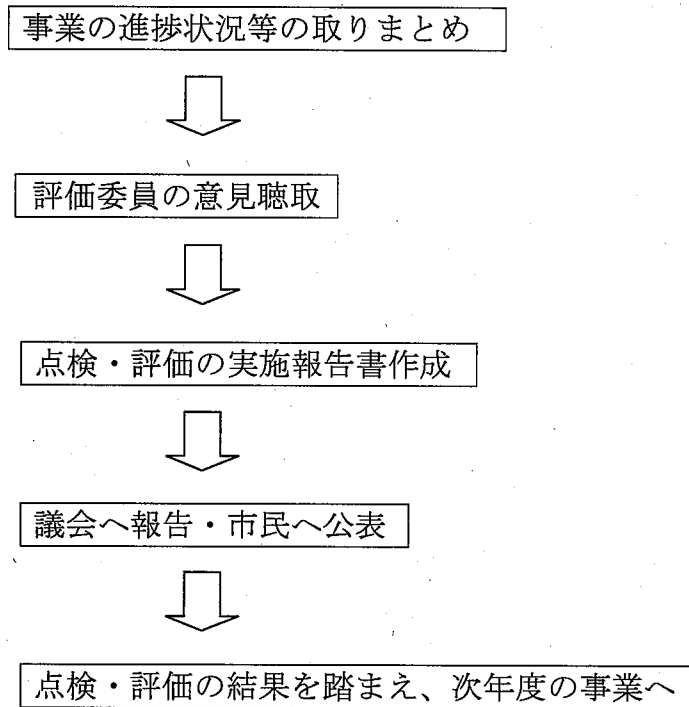 事業の進捗状況等の取りまとめ
評価委員の意見聴取
点検・評価の実施報告書作成
議会へ報告・市民へ公表
点検・評価の結果を踏まえ、次年度の事業へ